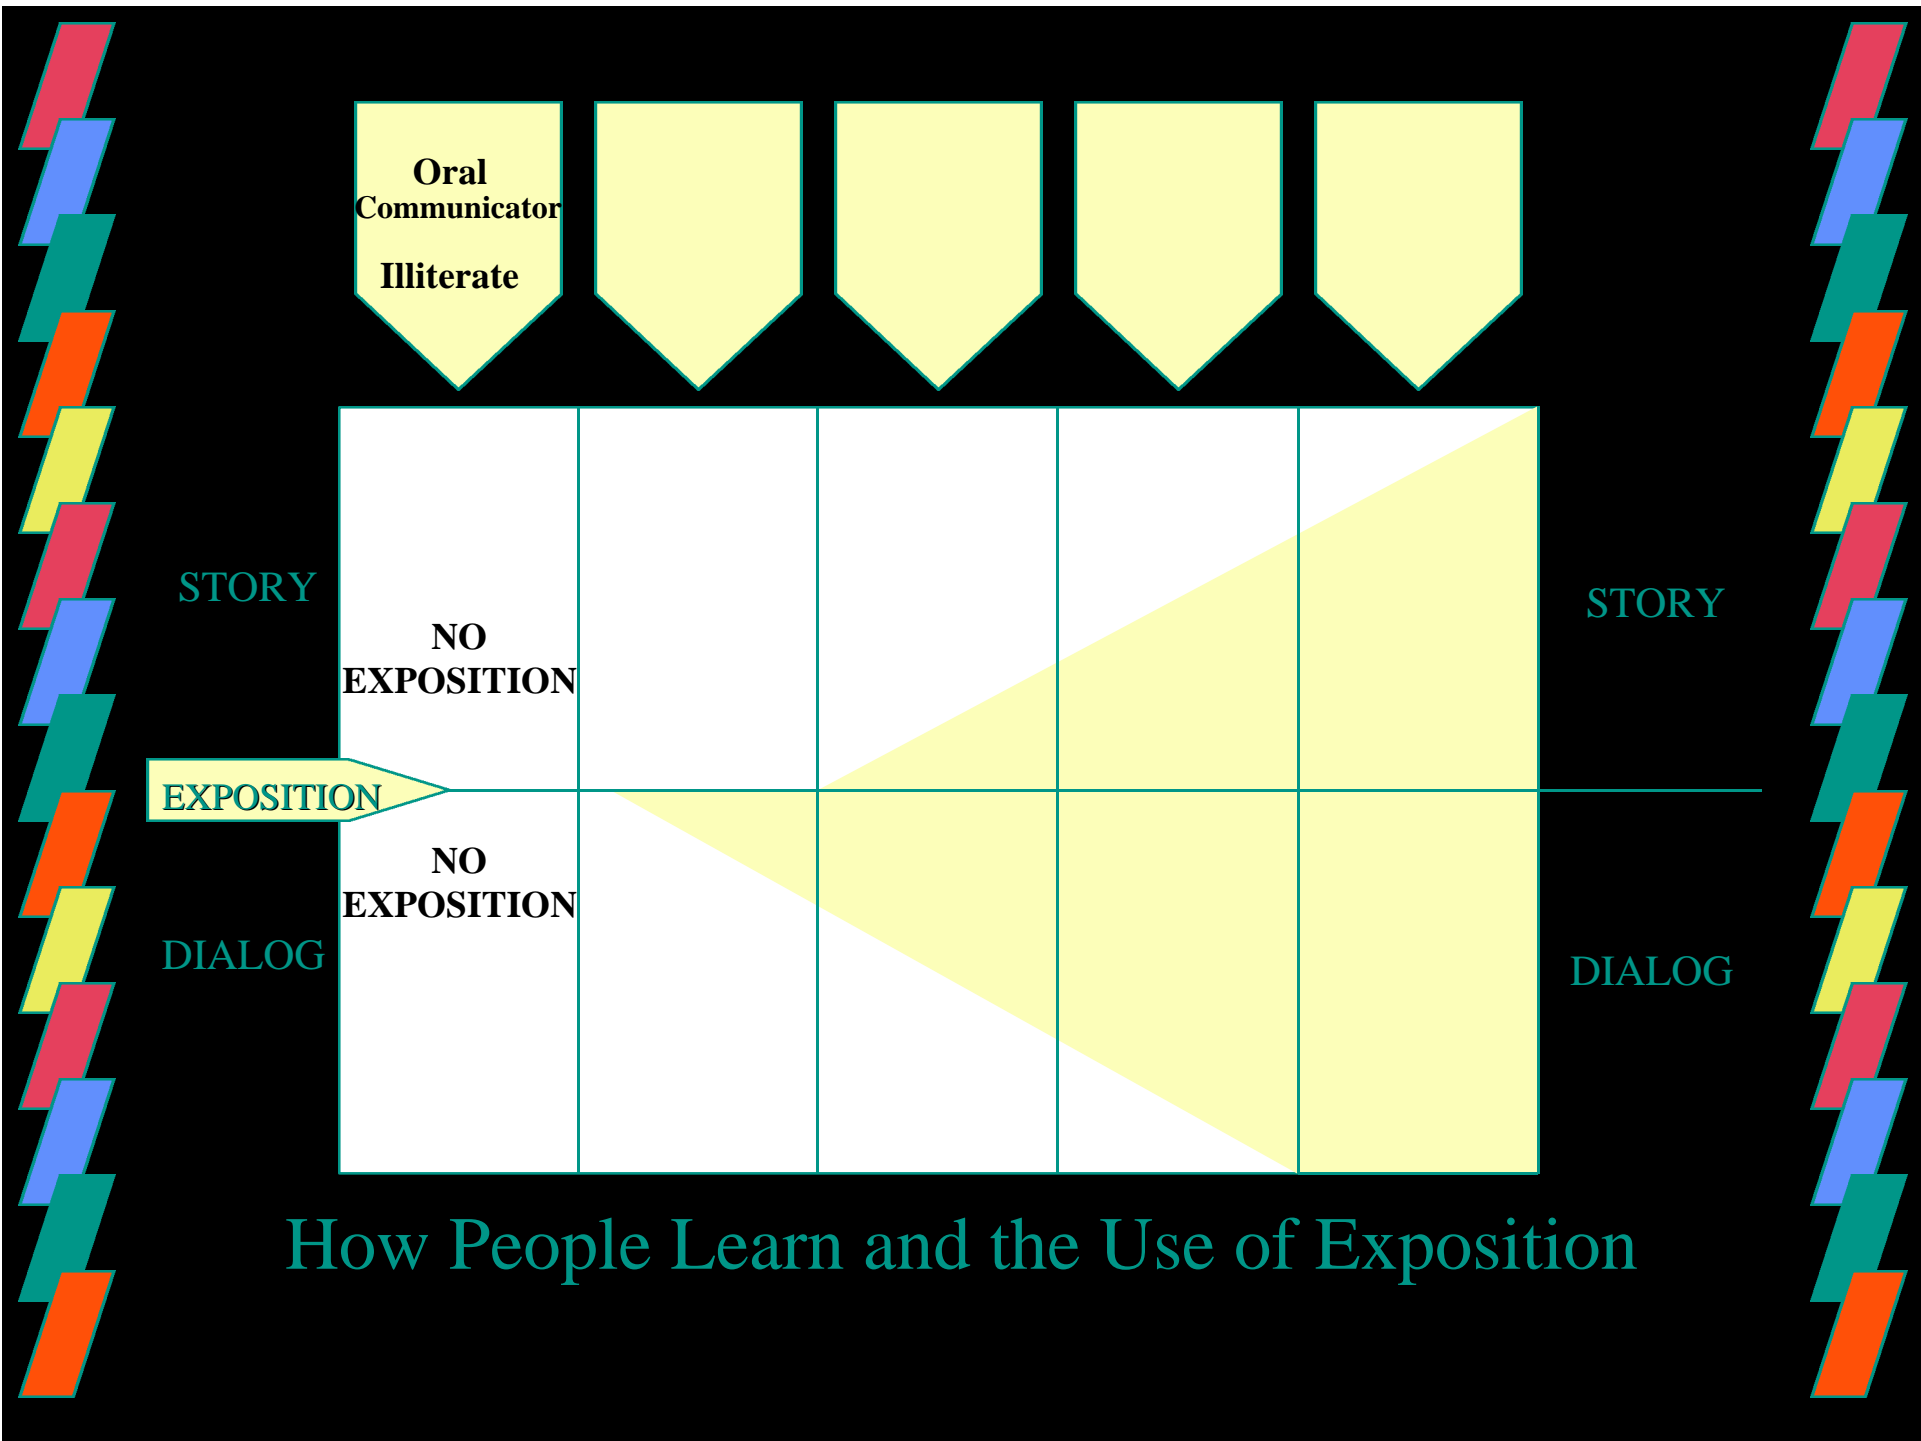 Oral
Communicator
Illiterate
STORY
STORY
NO
EXPOSITION
EXPOSITION
NO
EXPOSITION
DIALOG
DIALOG
How People Learn and the Use of Exposition